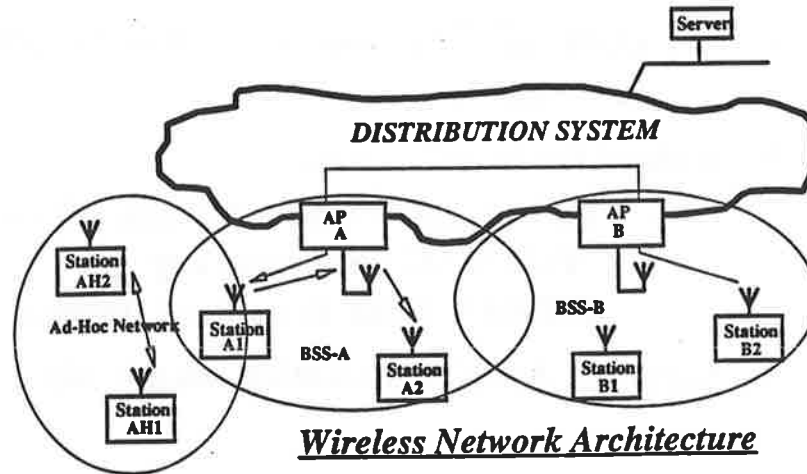 Server
DISTRIBUTION SYSTEM
AP
A
AP
B
Station
AH2
Ad-Hoc Network
Station
A1
BSS-A
Station
A2
BSS-B
Station
B1
Station
B2
Station
AH1
Wireless Network Architecture